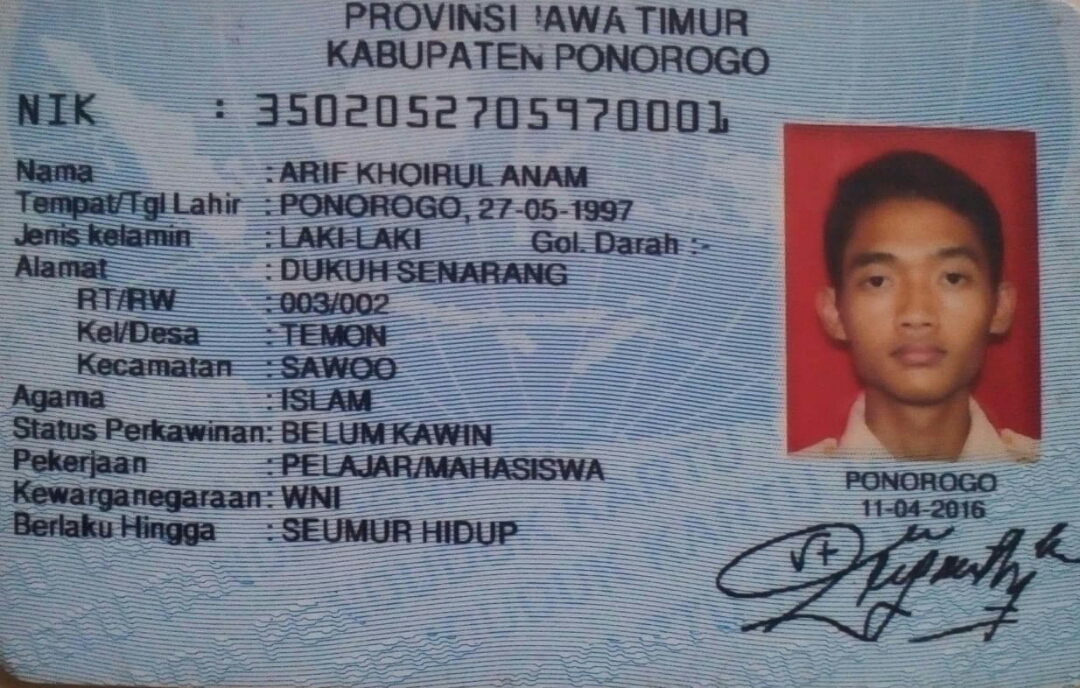 PROVINSI JAWA TIMUR
KABUPATEN PONOROGO
NIK : 3502052705970001
Nama : ARIF KHOIRUL ANAM
Tempat/Tgl Lahir : PONOROGO, 27-05-1997
Jenis kelamin : LAKI-LAKI Gol. Darah :-
Alamat : DUKUH SENARANG
RT/RW : 003/002
Kel/Desa : TEMON
Kecamatan : SAWOO
Agama : ISLAM
Status Perkawinan: BELUM KAWIN
Pekerjaan : PELAJAR/MAHASISWA
Kewarganegaraan: WNI
Berlaku Hingga : SEUMUR HIDUP
PONOROGO
11-04-2016